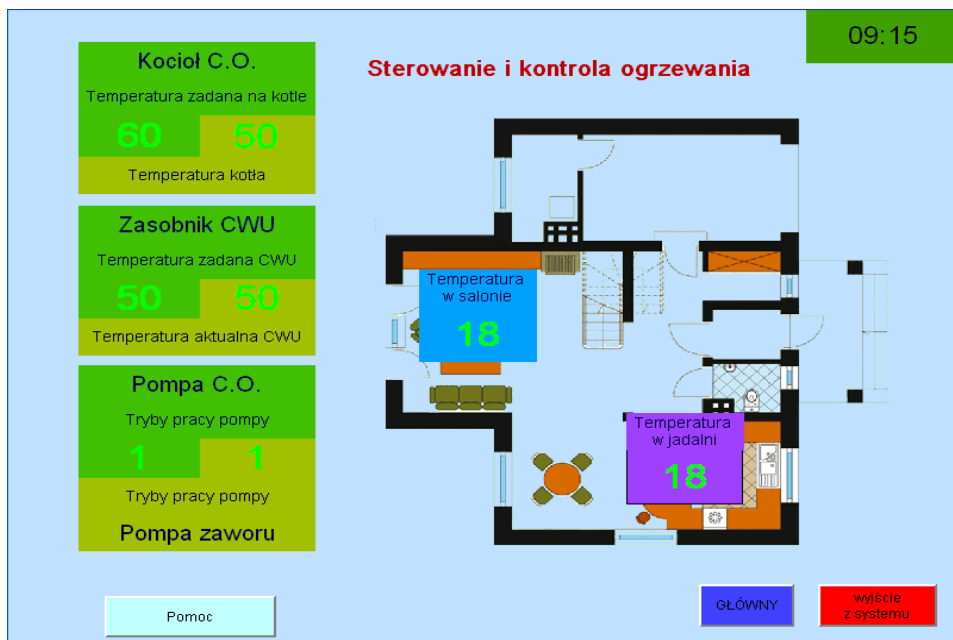 09:15
Sterowanie i kontrola ogrzewania
Kocioł C.O.
Temperatura zadana na kotle
60 50
Temperatura kotła
Zasobnik CWU
Temperatura zadana CWU
50 50
Temperatura aktualna CWU
Pompa C.O.
Tryby pracy pompy
1 1
Tryby pracy pompy
Pompa zaworu
Temperatura
w salonie
18
Temperatura
w jadalni
18
Pomoc
GŁÓWNY
wyjście
z systemu